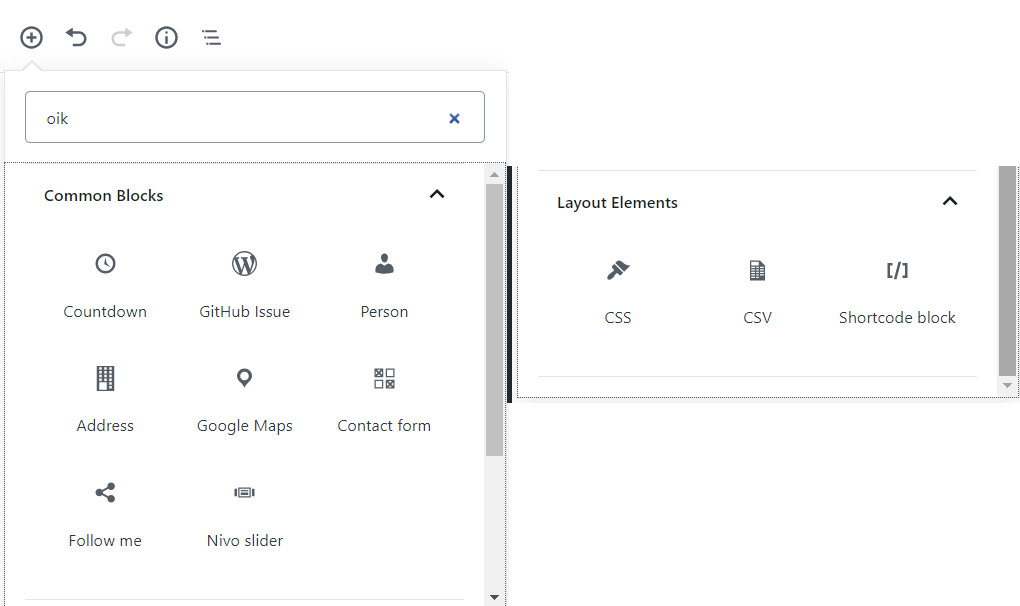 oik
Common Blocks
Countdown
GitHub Issue
Person
Address
Google Maps
Contact form
Follow me
Nivo slider
Layout Elements
CSS
CSV
Shortcode block